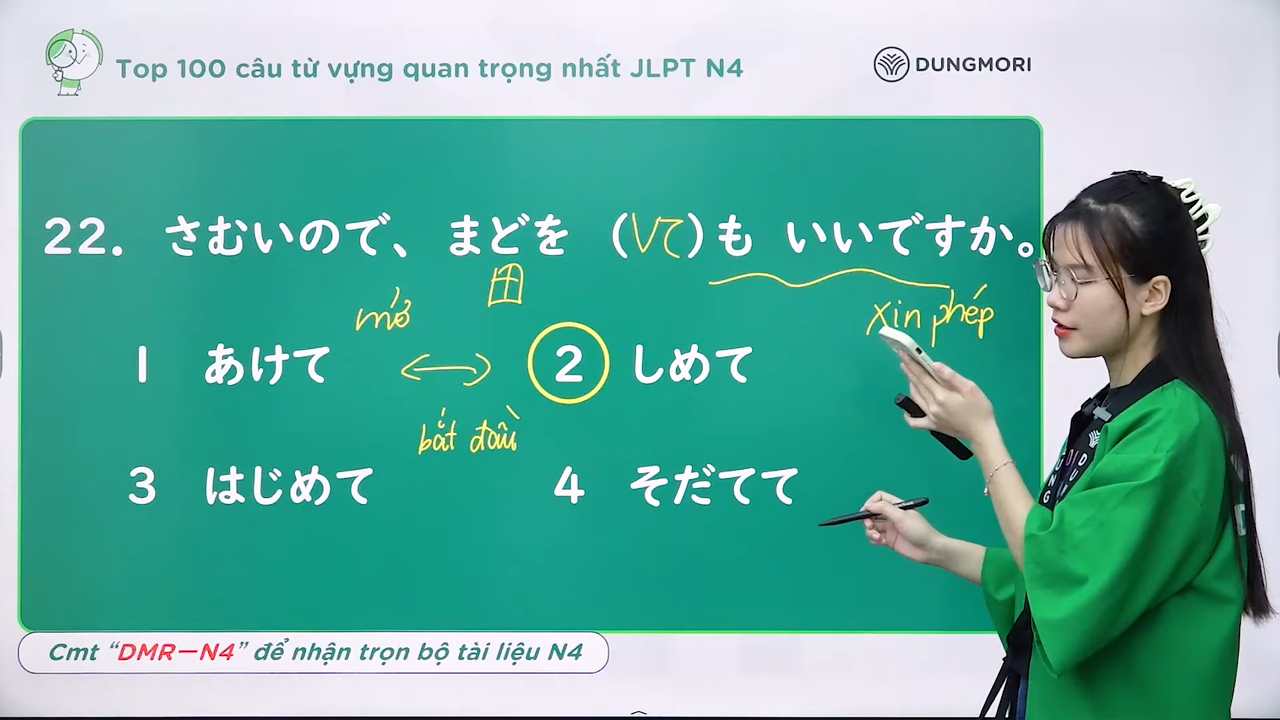 Top 100 câu từ vựng quan trọng nhất JLPT N4
DUNGMORI
22. さむいので、 まどを (Vて)も いいですか。
mở
xin phép
1 あけて
2 しめて
bắt đầu
3 はじめて
4 そだてて
Cmt “DMR－N4” để nhận trọn bộ tài liệu N4